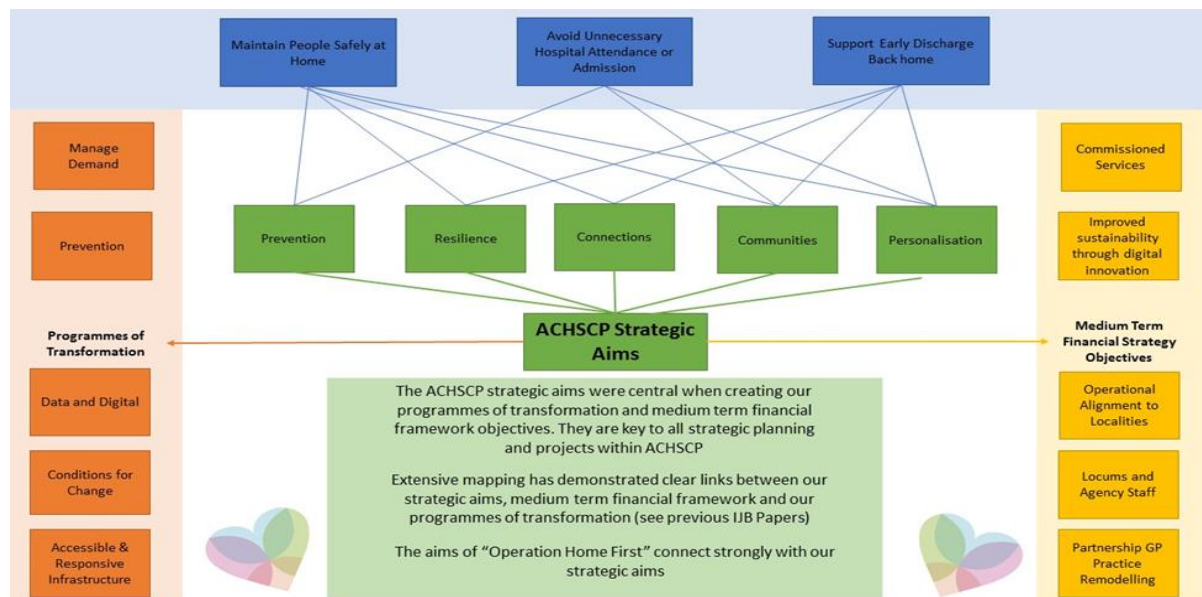 Maintain People Safely at
Home
Avoid Unnecessary
Hospital Attendance or
Admission
Support Early Discharge
Back home
Manage
Demand
Prevention
Programmes of
Transformation
Data and Digital
Conditions for
Change
Accessible &
Responsive
Infrastructure
Prevention
Resilience
Connections
Communities
Personalisation
ACHSCP Strategic
Aims
The ACHSCP strategic aims were central when creating our
programmes of transformation and medium term financial
framework objectives. They are key to all strategic planning
and projects within ACHSCP
Extensive mapping has demonstrated clear links between our
strategic aims, medium term financial framework and our
programmes of transformation (see previous IJB Papers)
The aims of “Operation Home First” connect strongly with our
strategic aims
Commissioned
Services
Improved
sustainability
through digital
innovation
Medium Term
Financial Strategy
Objectives
Operational
Alignment to
Localities
Locums and
Agency Staff
Partnership GP
Practice
Remodelling